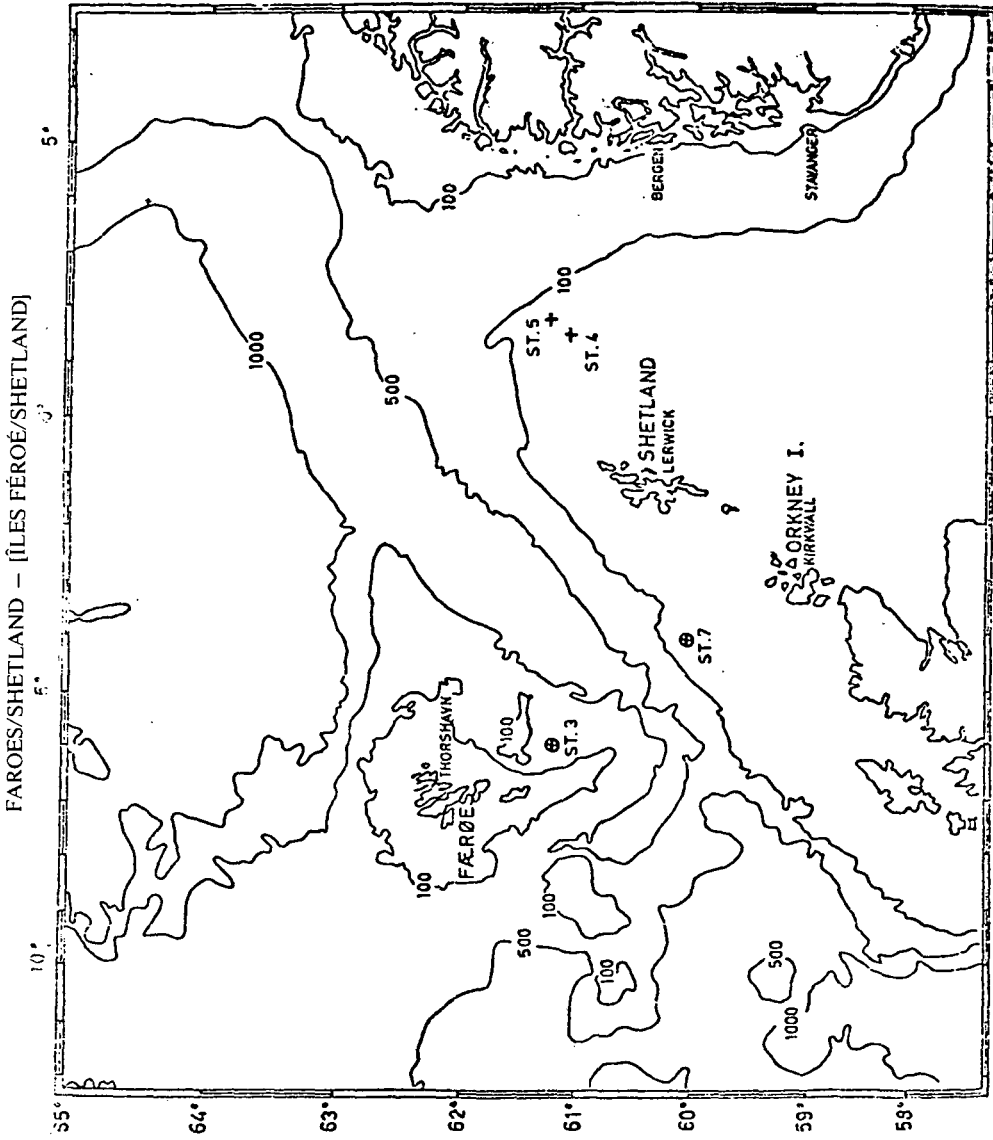 FAROES/SHETLAND – [ÎLES FÉROÉ/SHETLAND]
10°
5°
5°
64°
63°
62°
61°
60°
59°
58°
1000
500
100
100
ST.5
ST.4
BERGEN
STAVANGER
SHETLAND
LERWICK
ORKNEY I.
KIRKWALL
ST.7
THORSHAVN
FÆRØES
100
ST.3
100
500
100
100
500
1000